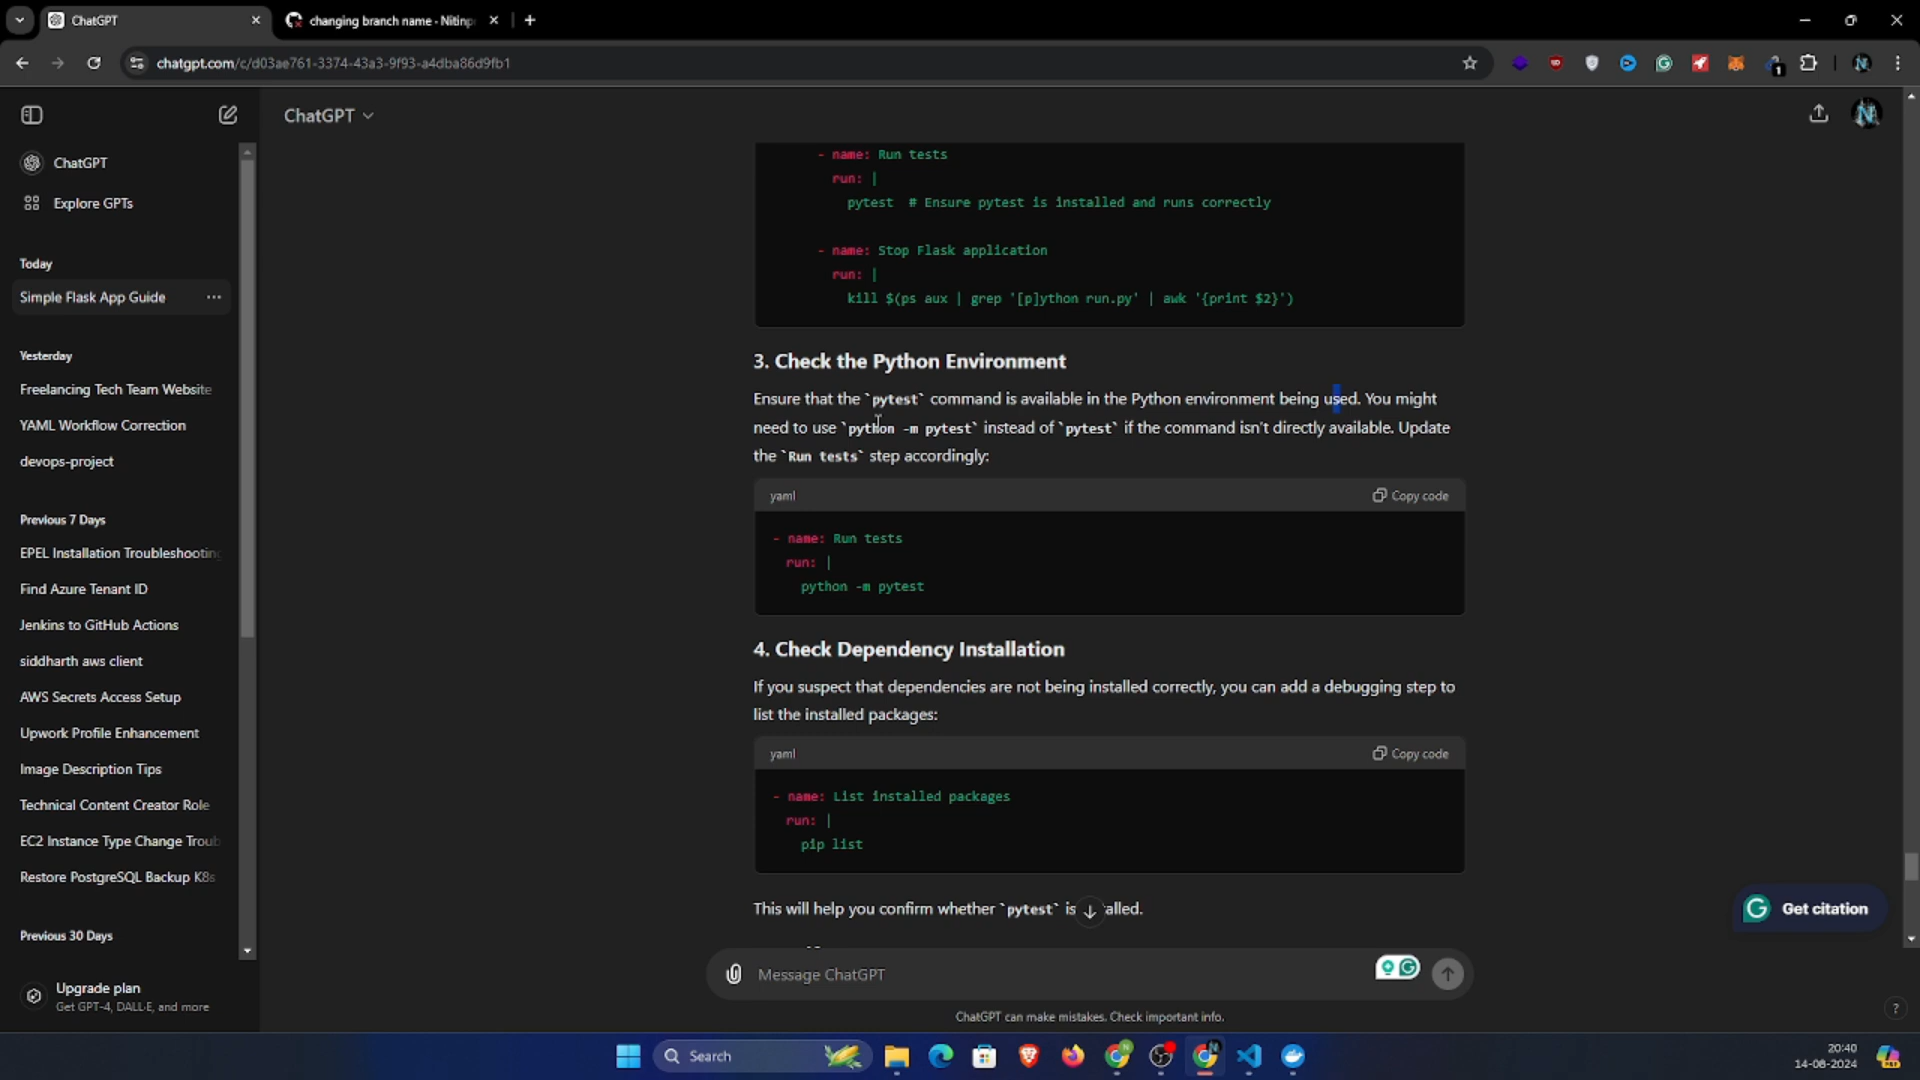 ChatGPT
changing branch name - Nitinp
chatgpt.com/c/d03ae761-3374-43a3-9f93-a4dba86d9fb1
1
ChatGPT
ChatGPT
Explore GPTs
Today
Simple Flask App Guide
Yesterday
Freelancing Tech Team Website
YAML Workflow Correction
devops-project
Previous 7 Days
EPEL Installation Troubleshooting
Find Azure Tenant ID
Jenkins to GitHub Actions
siddharth aws client
AWS Secrets Access Setup
Upwork Profile Enhancement
Image Description Tips
Technical Content Creator Role
EC2 Instance Type Change Troub
Restore PostgreSQL Backup K8s
Previous 30 Days
Upgrade plan
Get GPT-4, DALL·E, and more
- name: Run tests
run: |
pytest # Ensure pytest is installed and runs correctly
- name: Stop Flask application
run: |
kill $(ps aux | grep '[p]ython run.py' | awk '{print $2}')
3. Check the Python Environment
Ensure that the `pytest` command is available in the Python environment being used. You might
need to use `python -m pytest` instead of `pytest` if the command isn't directly available. Update
the `Run tests` step accordingly:
yaml
Copy code
- name: Run tests
run: |
python -m pytest
4. Check Dependency Installation
If you suspect that dependencies are not being installed correctly, you can add a debugging step to
list the installed packages:
yaml
Copy code
- name: List installed packages
run: |
pip list
This will help you confirm whether `pytest` is alled.
Message ChatGPT
ChatGPT can make mistakes. Check important info.
Get citation
?
Search
20:40
14-08-2024